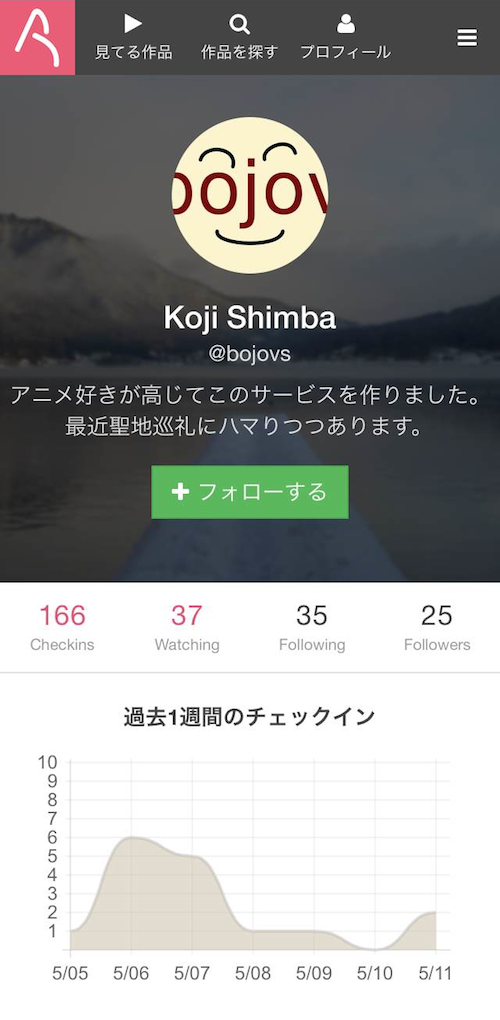 見てる作品
作品を探す
プロフィール
bojov
Koji Shimba
@bojovs
アニメ好きが高じてこのサービスを作りました。
最近聖地巡礼にハマりつつあります。
フォローする
166
37
35
25
Checkins
Watching
Following
Followers
過去1週間のチェックイン
10
9
8
7
6
5
4
3
2
1
5/05
5/06
5/07
5/08
5/09
5/10
5/11